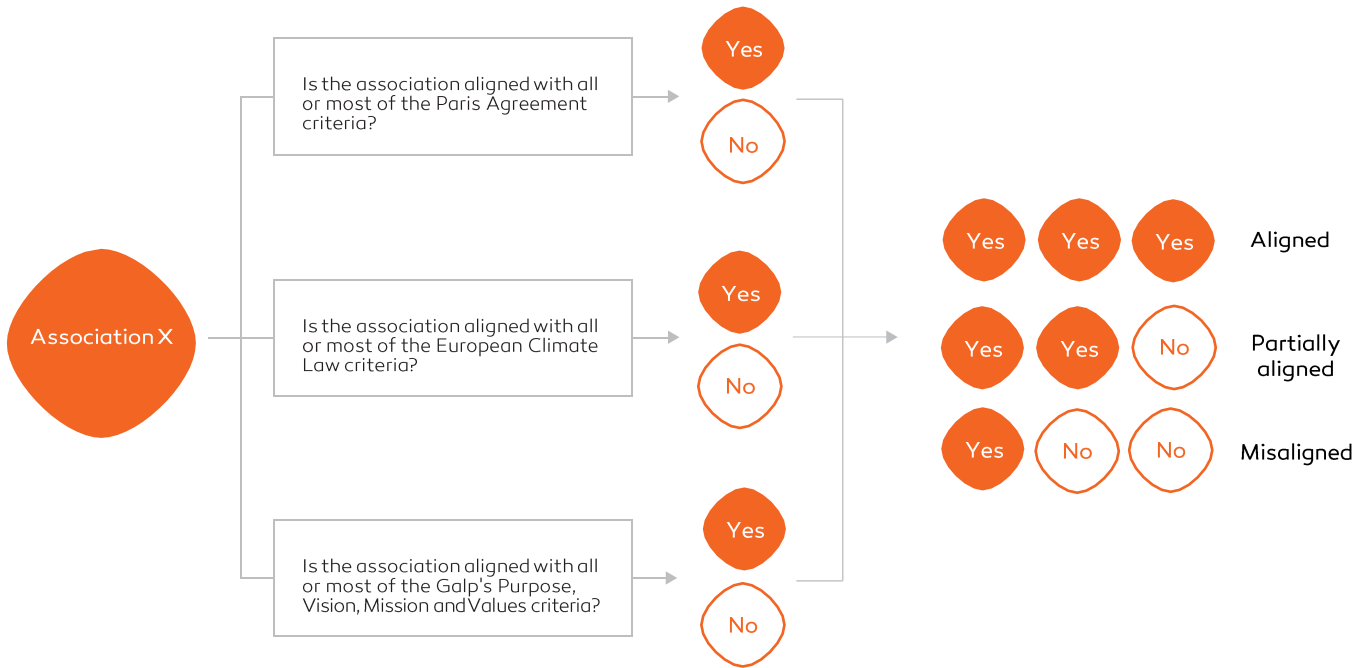 Association X
Is the association aligned with all
or most of the Paris Agreement
criteria?
Yes
No
Is the association aligned with all
or most of the European Climate
Law criteria?
Yes
No
Is the association aligned with all
or most of the Galp's Purpose,
Vision, Mission and Values criteria?
Yes
No
Yes Yes Yes Aligned
Yes Yes No Partially
aligned
Yes No No Misaligned